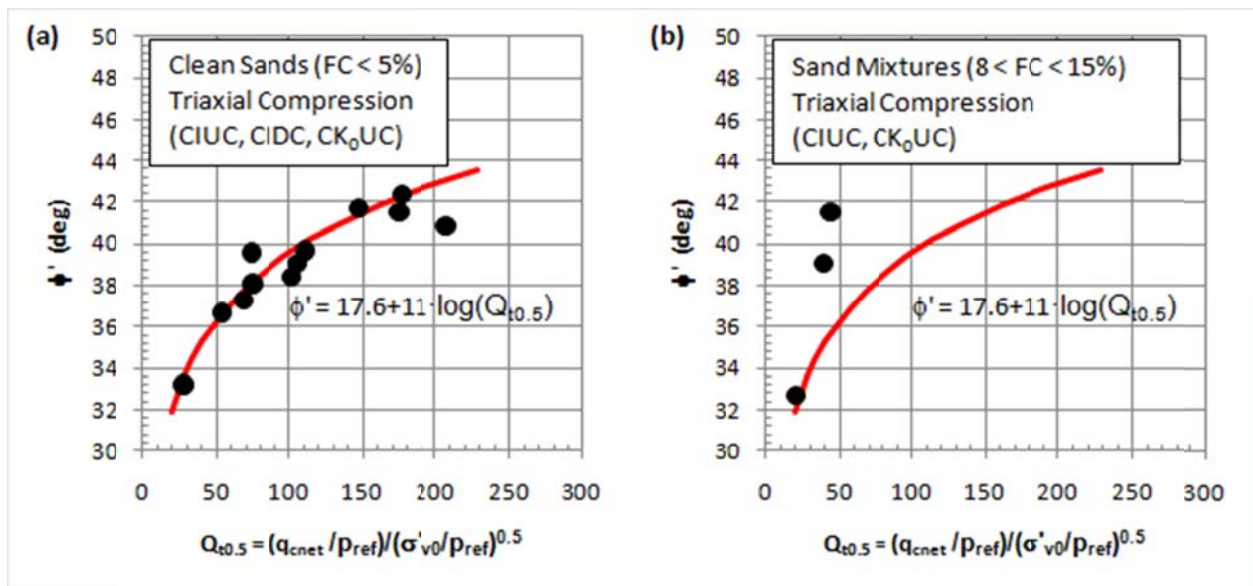 (a)
Clean Sands (FC < 5%)
Triaxial Compression
(CIUC, CIDC, CK₀UC)
50
48
46
44
42
40
38
36
34
32
30
ϕ' (deg)
ϕ' = 17.6+11·log(Qt0.5)
0 50 100 150 200 250 300
Qt0.5 = (qcnet /pref)/(σ'v0/pref)^0.5
(b)
Sand Mixtures (8 < FC < 15%)
Triaxial Compression
(CIUC, CK₀UC)
50
48
46
44
42
40
38
36
34
32
30
ϕ' (deg)
ϕ' = 17.6+11·log(Qt0.5)
0 50 100 150 200 250 300
Qt0.5 = (qcnet /pref)/(σ'v0/pref)^0.5